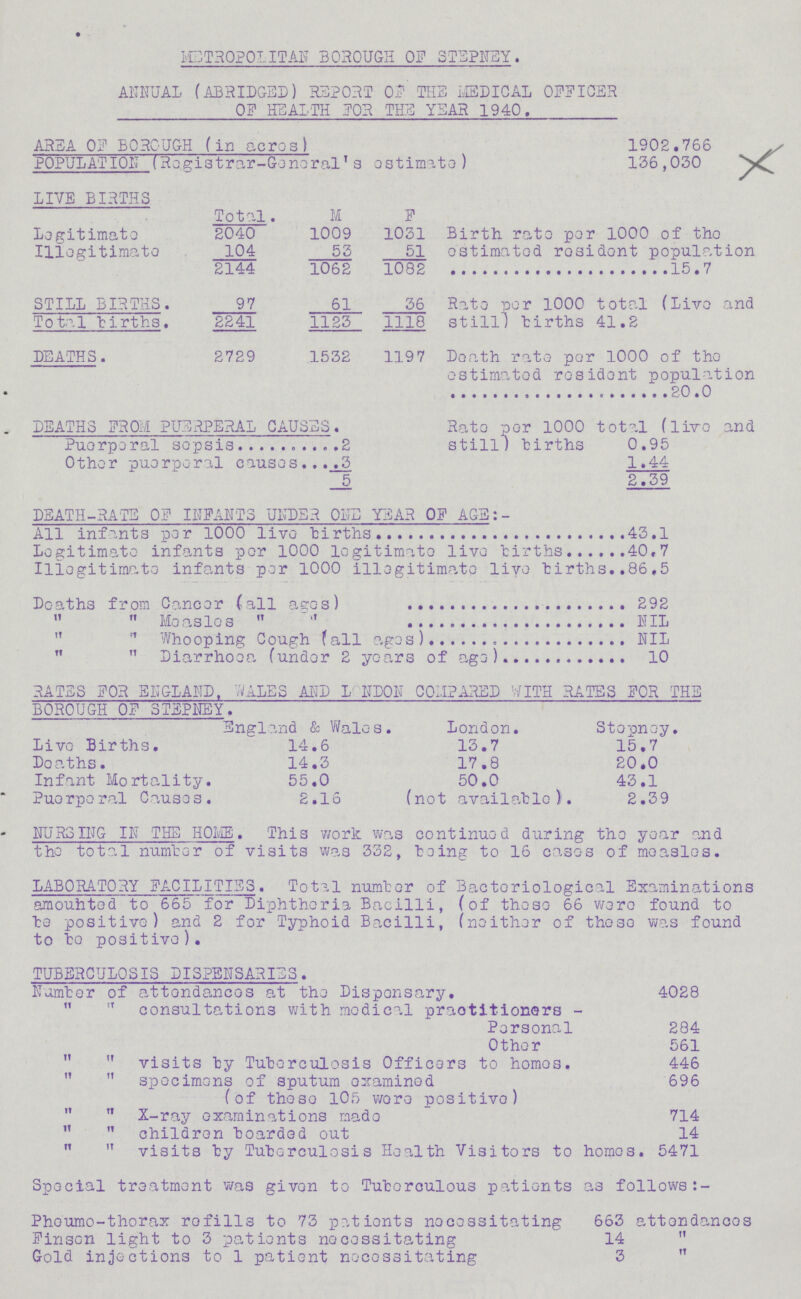 METROPOLITAN BOROUGH OF STEPNEY.
ANNUAL (ABRIDGED) REPORT OF THE MEDICAL OFFICER
OF HEALTH FOR THE YEAR 1940.
AREA OF BOROUGH (in acres) 1902.766
POPULATION (Registrar-General's estimate) 136,030
LIVE BIRTHS
Total. M F
Legitimate 2040 1009 1031 Birth rate per 1000 of the
Illegitimate 104 53 51 estimated resident population
2144 1062 1082 ......................15.7
STILL BIRTHS. 97 61 36 Rate per 1000 total (Live and
Total births. 2241 1123 1118 still) births 41.2
DEATHS. 2729 1532 1197 Death rate per 1000 of the
estimated resident population
......................20.0
DEATHS FROM PUERPERAL CAUSES. Rate per 1000 total (live and
Puerperal sepsis..........2 still) births 0.95
Other puerperal causes....3 1.44
5 2.39
DEATH-RATE OF INFANTS UNDER ONE YEAR OF AGE:-
All infants per 1000 live births.........................43.1
Legitimate infants per 1000 legitimate live births......40.7
Illegitimate infants per 1000 illegitimate live births..86.5
Deaths from Cancer (all ages) ...................... 292
" " Measles " " ...................... NIL
" " Whooping Cough (all ages).................... NIL
" " Diarrhoea (under 2 years of age)............ 10
RATES FOR ENGLAND, WALES AND LONDON COMPARED WITH RATES FOR THE
BOROUGH OF STEPNEY.
England & Wales. London. Stepney.
Live Births. 14.6 13.7 15.7
Deaths. 14.3 17.8 20.0
Infant Mortality. 55.0 50.0 43.1
Puerperal Causes. 2.16 (not available). 2.39
NURSING IN THE HOME. This work was continued during the year and
the total number of visits was 332, being to 16 cases of measles.
LABORATORY FACILITIES. Total number of Bacteriological Examinations
amouhted to 665 for Diphtheria Bacilli, (of these 66 were found to
be positive) and 2 for Typhoid Bacilli, (neither of these was found
to be positive).
TUBERCULOSIS DISPENSARIES.
Number of attendances at the Dispensary. 4028
" " consultations with medical practitioners -
Personal 284
Other 561
" " visits by Tuberculosis Officers to homes. 446
" " specimens of sputum examined 696
(of these 105 were positive)
" " X-ray examinations made 714
" " children boarded out 14
" " visits by Tuberculosis Health Visitors to homes. 5471
Special treatment was given to Tuberculous patients as follows:-
Pheumo-thorax refills to 73 patients necessitating 663 attendances
Finsen light to 3 patients necessitating 14 "
Gold injections to 1 patient necessitating 3 "